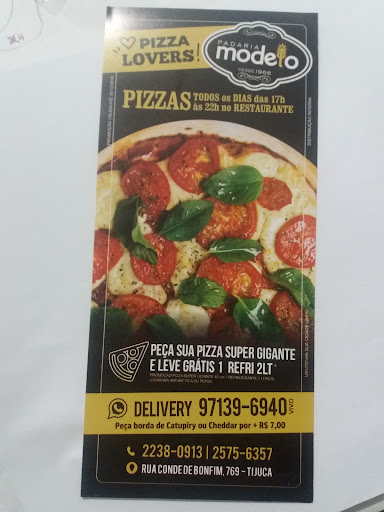 PIZZA
LOVERS!
PADARIA
modelo
DESDE 1966
PIZZAS TODOS os DIAS das 17h
às 22h no RESTAURANTE
PEÇA SUA PIZZA SUPER GIGANTE
E LEVE GRÁTIS 1 REFRI 2LT*
DELIVERY 97139-6940 VIVO
Peça borda de Catupiry ou Cheddar por + R$ 7,00
2238-0913 | 2575-6357
RUA CONDE DE BONFIM, 769 - TIJUCA